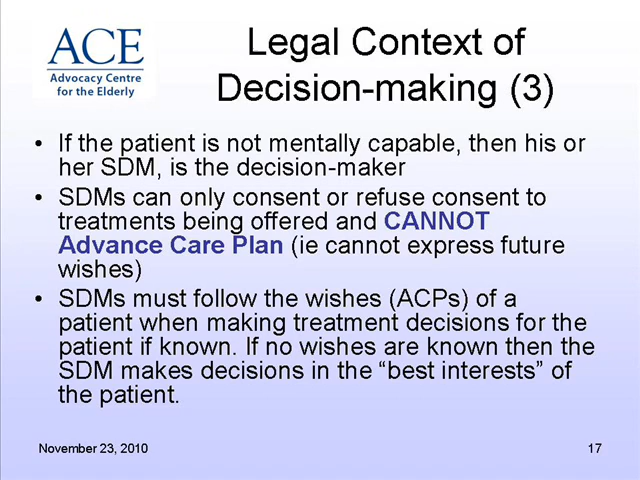 ACE
Advocacy Centre
for the Elderly
Legal Context of
Decision-making (3)
• If the patient is not mentally capable, then his or
her SDM, is the decision-maker
• SDMs can only consent or refuse consent to
treatments being offered and CANNOT
Advance Care Plan (ie cannot express future
wishes)
• SDMs must follow the wishes (ACPs) of a
patient when making treatment decisions for the
patient if known. If no wishes are known then the
SDM makes decisions in the “best interests” of
the patient.
November 23, 2010
17